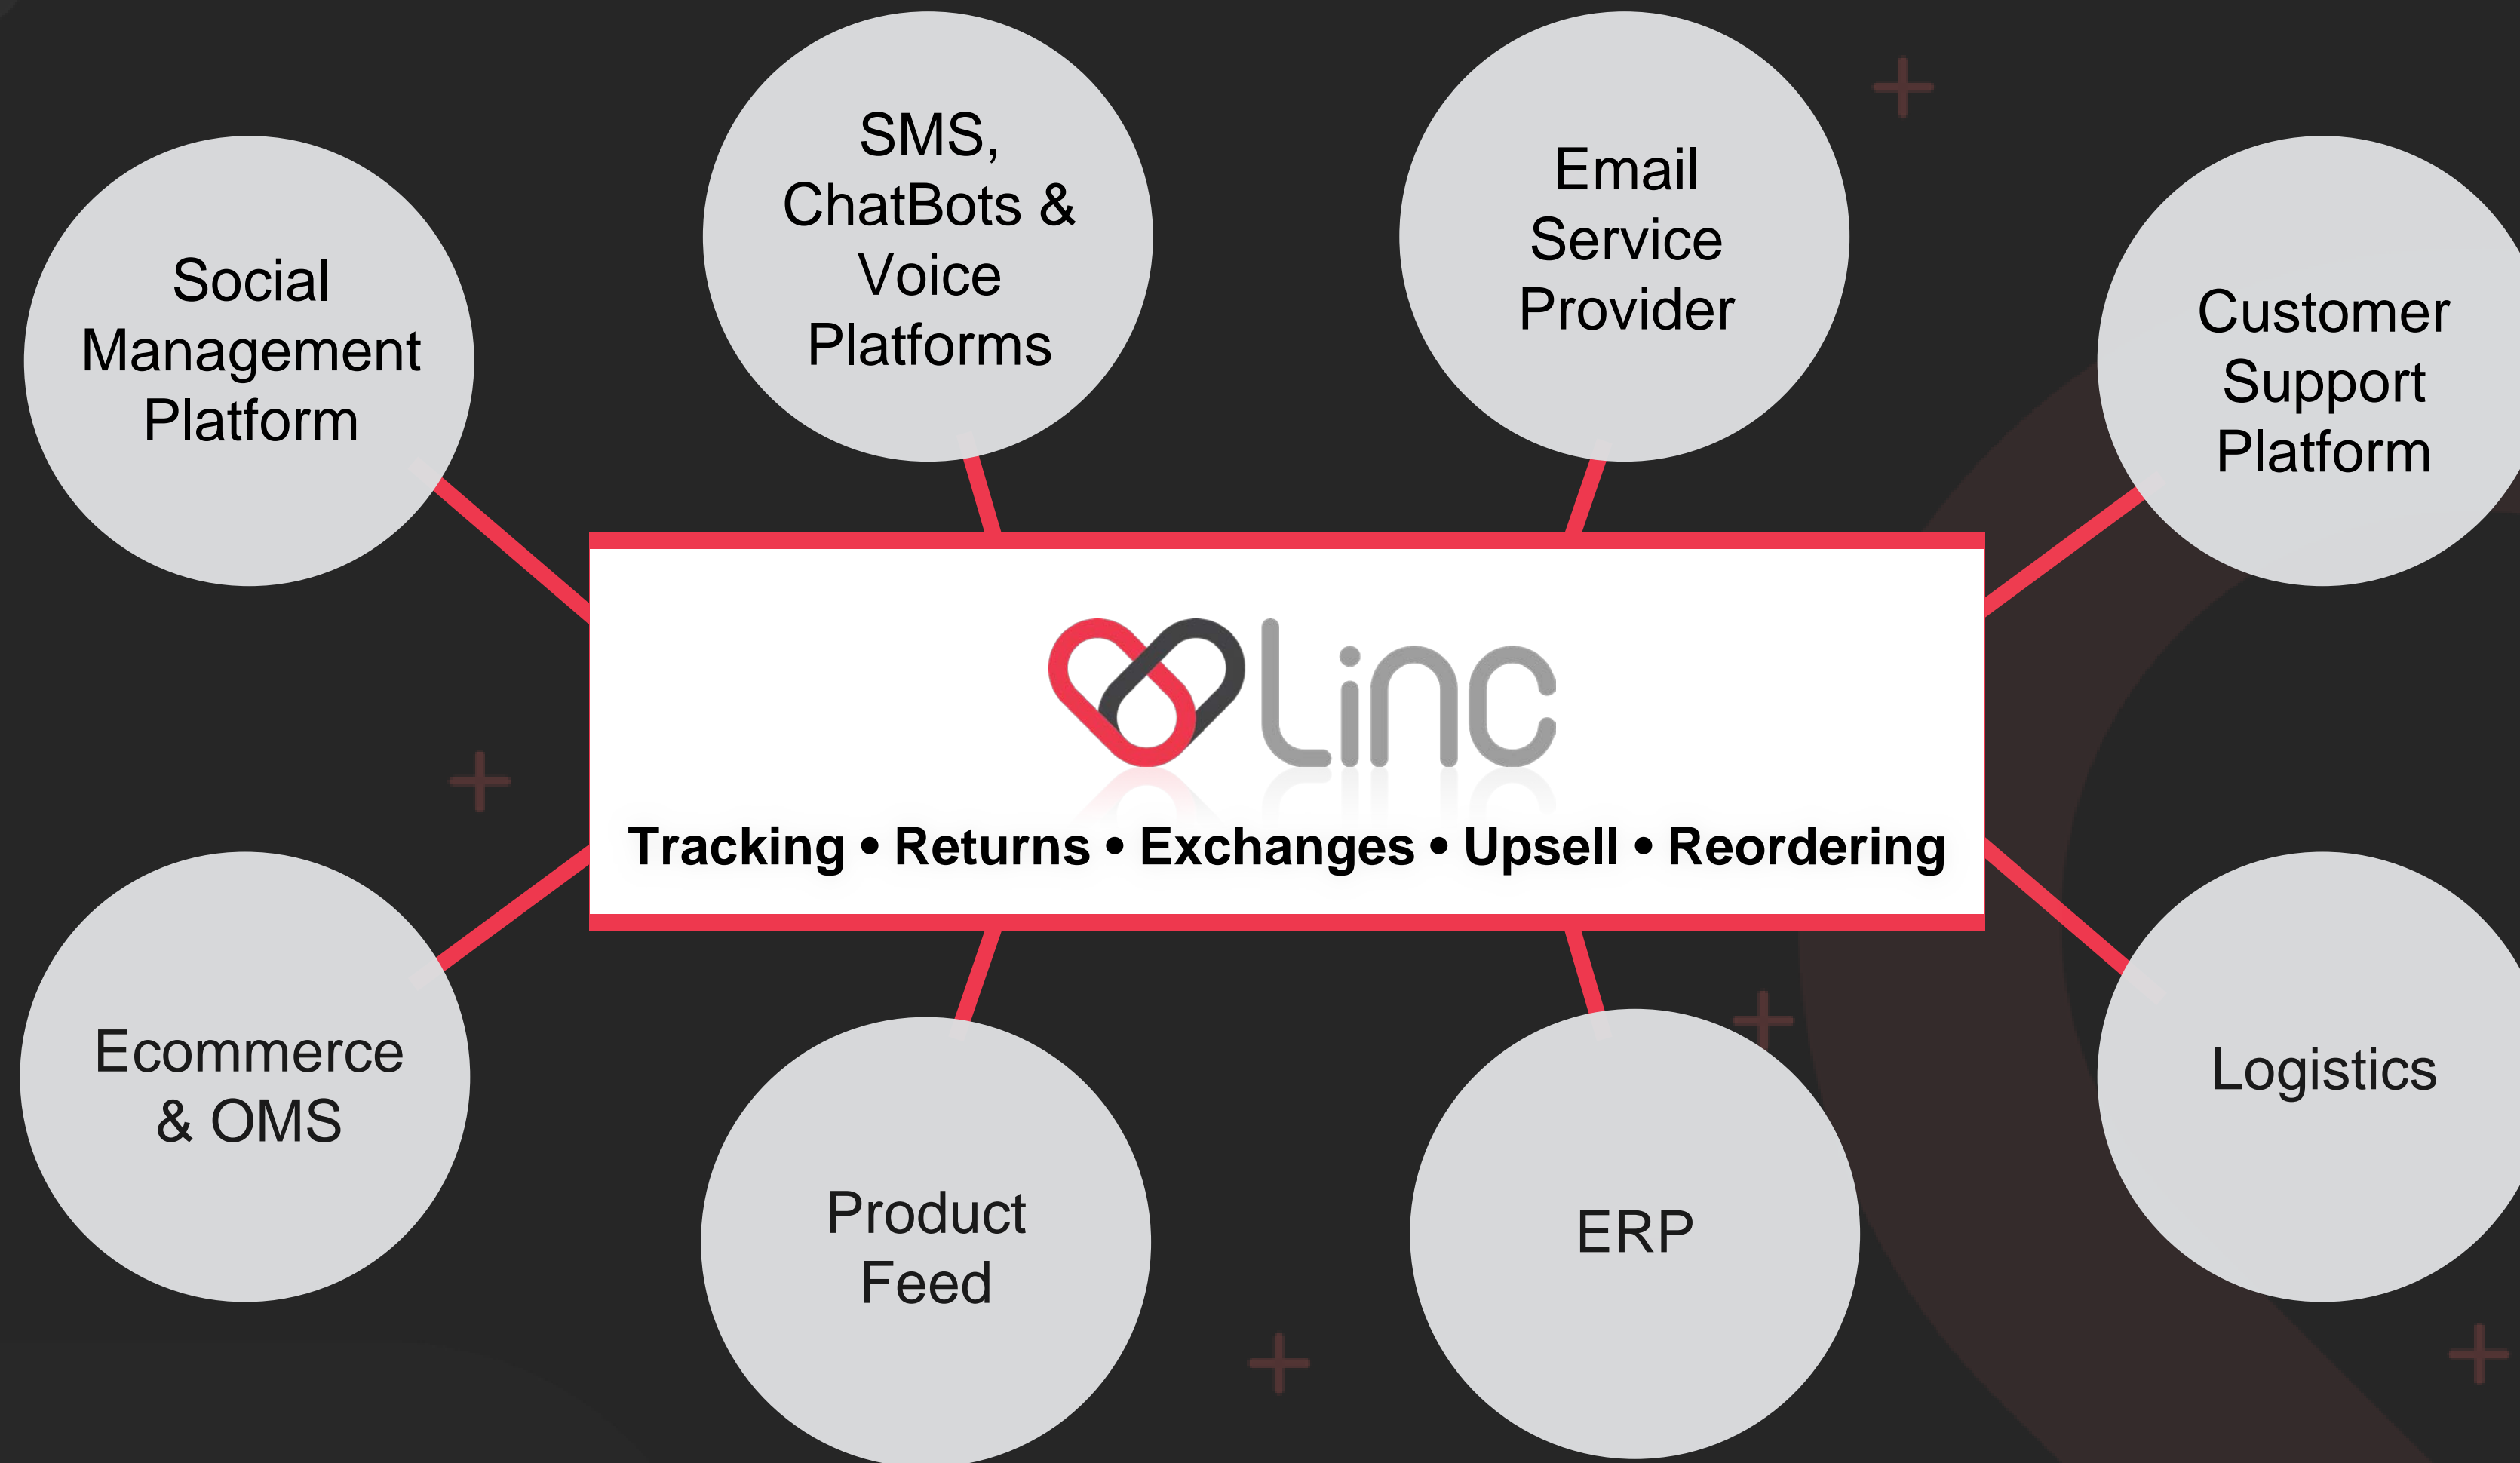 Social
Management
Platform
SMS,
ChatBots &
Voice
Platforms
Email
Service
Provider
Customer
Support
Platform
Linc
Tracking • Returns • Exchanges • Upsell • Reordering
Ecommerce
& OMS
Product
Feed
ERP
Logistics